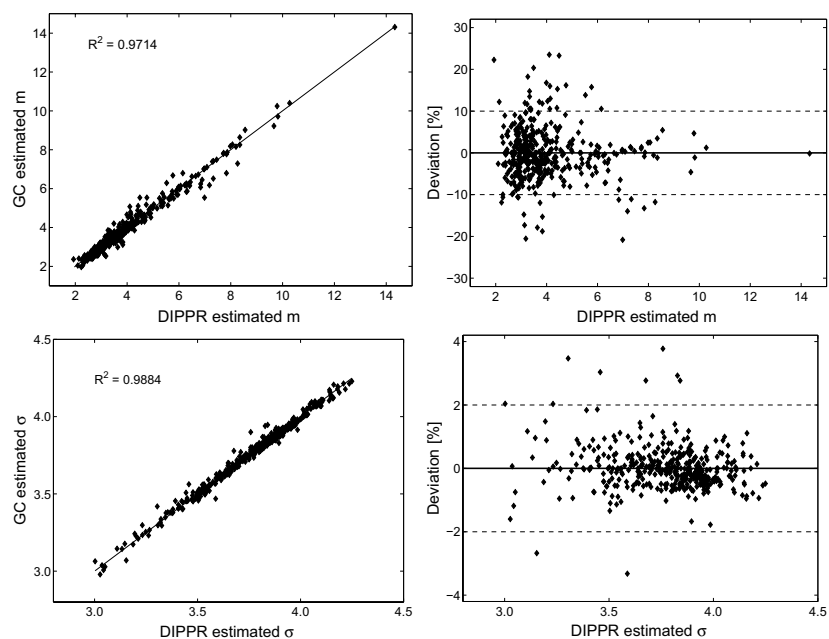 14
12
10
8
6
4
2
R² = 0.9714
GC estimated m
2 4 6 8 10 12 14
DIPPR estimated m
30
20
10
0
−10
−20
−30
Deviation [%]
2 4 6 8 10 12 14
DIPPR estimated m
4.5
4.0
3.5
3.0
R² = 0.9884
GC estimated σ
3.0 3.5 4.0 4.5
DIPPR estimated σ
4
2
0
−2
−4
Deviation [%]
3.0 3.5 4.0 4.5
DIPPR estimated σ